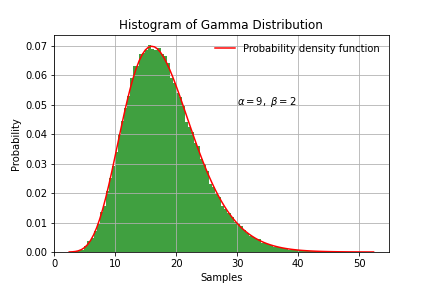 Histogram of Gamma Distribution
Probability density function
α = 9, β = 2
Probability
0.07
0.06
0.05
0.04
0.03
0.02
0.01
0.00
0 10 20 30 40 50
Samples